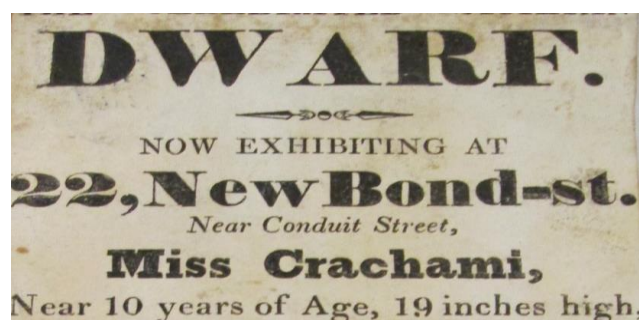 DWARF.
NOW EXHIBITING AT
22, New Bond-st.
Near Conduit Street,
Miss Crachami,
Near 10 years of Age, 19 inches high,